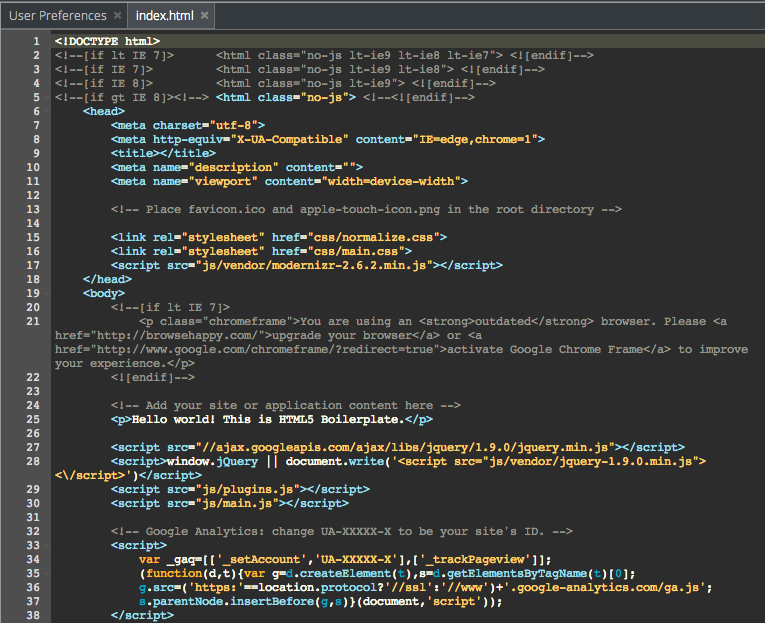 User Preferences × index.html ×
1 <!DOCTYPE html>
2 <!--[if lt IE 7]>      <html class="no-js lt-ie9 lt-ie8 lt-ie7"> <![endif]-->
3 <!--[if IE 7]>         <html class="no-js lt-ie9 lt-ie8"> <![endif]-->
4 <!--[if IE 8]>         <html class="no-js lt-ie9"> <![endif]-->
5 <!--[if gt IE 8]><!--> <html class="no-js"> <!--<![endif]-->
6     <head>
7         <meta charset="utf-8">
8         <meta http-equiv="X-UA-Compatible" content="IE=edge,chrome=1">
9         <title></title>
10         <meta name="description" content="">
11         <meta name="viewport" content="width=device-width">
12
13         <!-- Place favicon.ico and apple-touch-icon.png in the root directory -->
14
15         <link rel="stylesheet" href="css/normalize.css">
16         <link rel="stylesheet" href="css/main.css">
17         <script src="js/vendor/modernizr-2.6.2.min.js"></script>
18     </head>
19     <body>
20         <!--[if lt IE 7]>
21             <p class="chromeframe">You are using an <strong>outdated</strong> browser. Please <a
href="http://browsehappy.com/">upgrade your browser</a> or <a
href="http://www.google.com/chromeframe/?redirect=true">activate Google Chrome Frame</a> to improve
your experience.</p>
22         <![endif]-->
23
24         <!-- Add your site or application content here -->
25         <p>Hello world! This is HTML5 Boilerplate.</p>
26
27         <script src="//ajax.googleapis.com/ajax/libs/jquery/1.9.0/jquery.min.js"></script>
28         <script>window.jQuery || document.write('<script src="js/vendor/jquery-1.9.0.min.js">
<\/script>')</script>
29         <script src="js/plugins.js"></script>
30         <script src="js/main.js"></script>
31
32         <!-- Google Analytics: change UA-XXXXX-X to be your site's ID. -->
33         <script>
34             var _gaq=[['_setAccount','UA-XXXXX-X'],['_trackPageview']];
35             (function(d,t){var g=d.createElement(t),s=d.getElementsByTagName(t)[0];
36             g.src=('https:'==location.protocol?'//ssl':'//www')+'.google-analytics.com/ga.js';
37             s.parentNode.insertBefore(g,s)}(document,'script'));
38         </script>